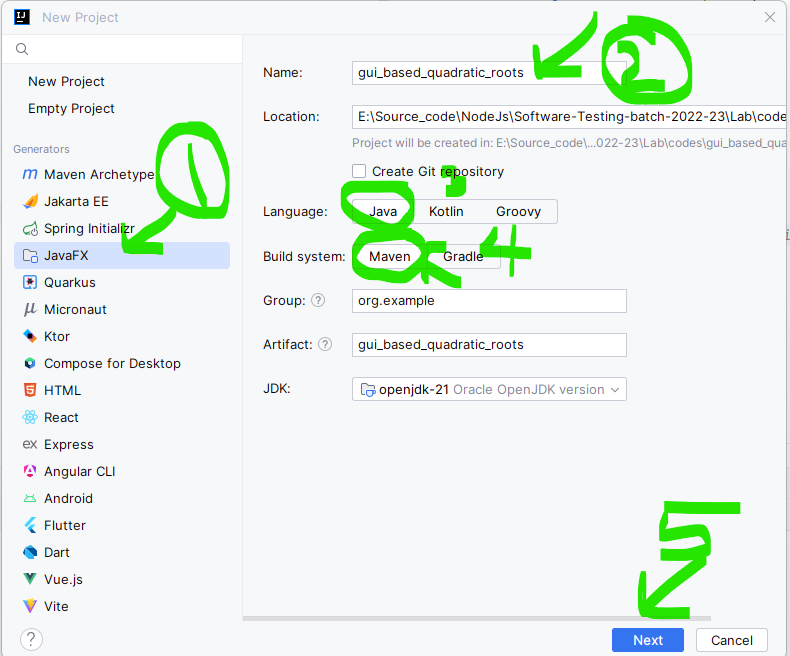 New Project
New Project
Empty Project
Generators
Maven Archetype
Jakarta EE
Spring Initializr
JavaFX
Quarkus
Micronaut
Ktor
Compose for Desktop
HTML
React
Express
Angular CLI
Android
Flutter
Dart
Vue.js
Vite
?
1
Name: gui_based_quadratic_roots
2
Location: E:\Source_code\NodeJs\Software-Testing-batch-2022-23\Lab\codes
Project will be created in: E:\Source_code\...022-23\Lab\codes\gui_based_qua
Create Git repository
3
Language: Java Kotlin Groovy
Build system: Maven Gradle
4
Group: ? org.example
Artifact: ? gui_based_quadratic_roots
JDK: openjdk-21 Oracle OpenJDK version
5
Next Cancel